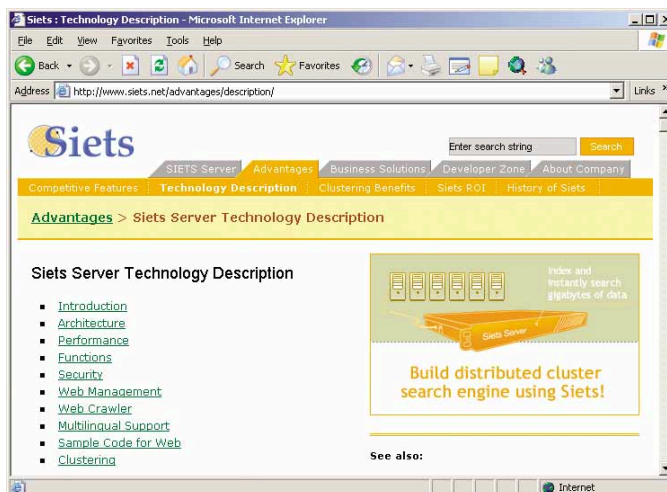 Siets : Technology Description - Microsoft Internet Explorer
File Edit View Favorites Tools Help
Back Search Favorites
Address http://www.siets.net/advantages/description/ Links »
Siets
Enter search string Search
SIETS Server Advantages Business Solutions Developer Zone About Company
Competitive Features Technology Description Clustering Benefits Siets ROI History of Siets
Advantages > Siets Server Technology Description
Siets Server Technology Description
Introduction
Architecture
Performance
Functions
Security
Web Management
Web Crawler
Multilingual Support
Sample Code for Web
Clustering
Index and
Instantly search
gigabytes of data
Siets Server
Build distributed cluster
search engine using Siets!
See also:
Internet